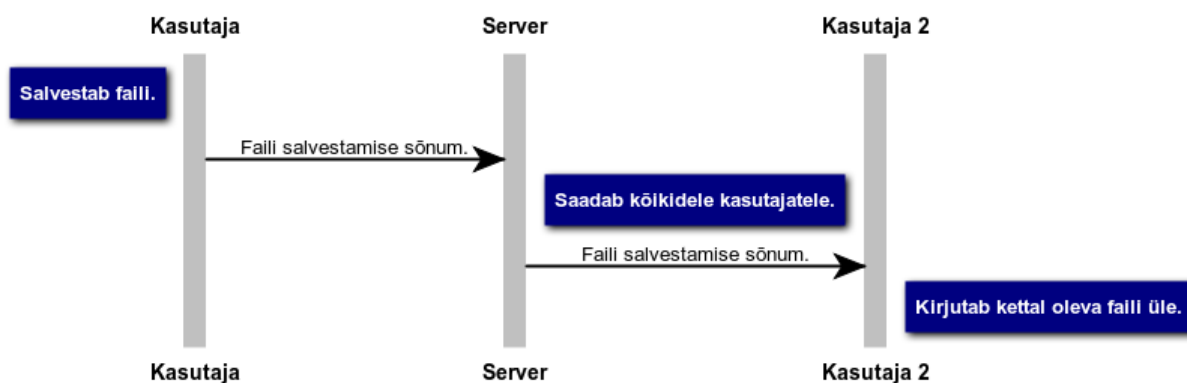 Kasutaja
Server
Kasutaja 2
Salvestab faili.
Faili salvestamise sõnum.
Saadab kõikidele kasutajatele.
Faili salvestamise sõnum.
Kirjutab kettal oleva faili üle.
Kasutaja
Server
Kasutaja 2